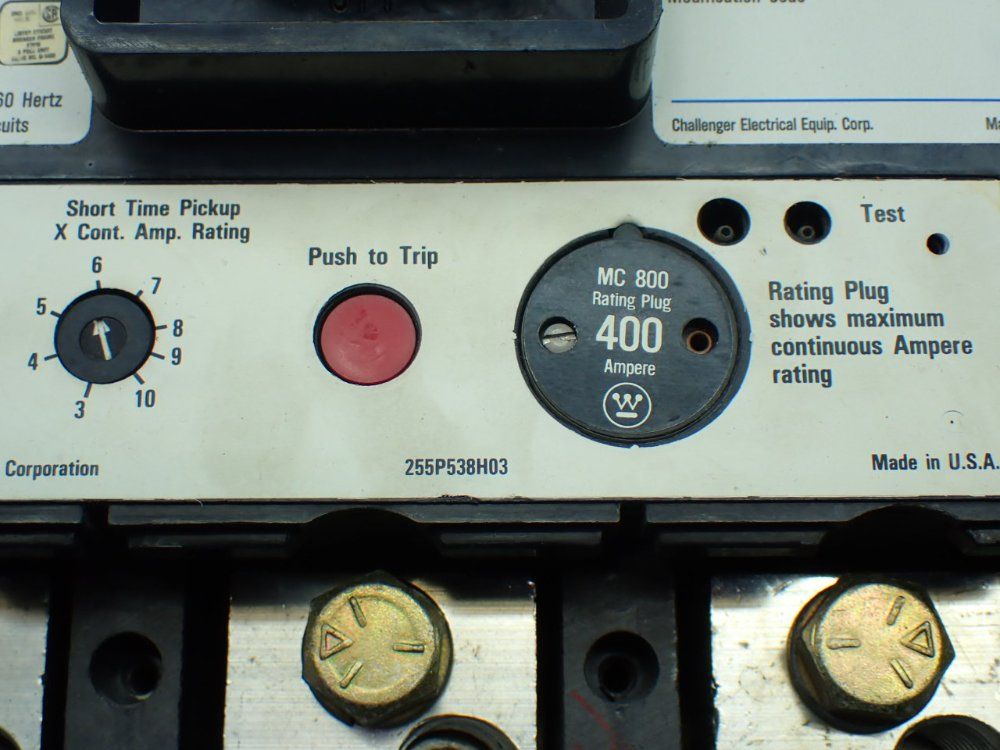 60 Hertz
Challenger Electrical Equip. Corp.
Short Time Pickup
X Cont. Amp. Rating
6
7
5
8
4
9
3
10
Push to Trip
MC 800
Rating Plug
400
Ampere
Test
Rating Plug
shows maximum
continuous Ampere
rating
Corporation
255P538H03
Made in U.S.A.